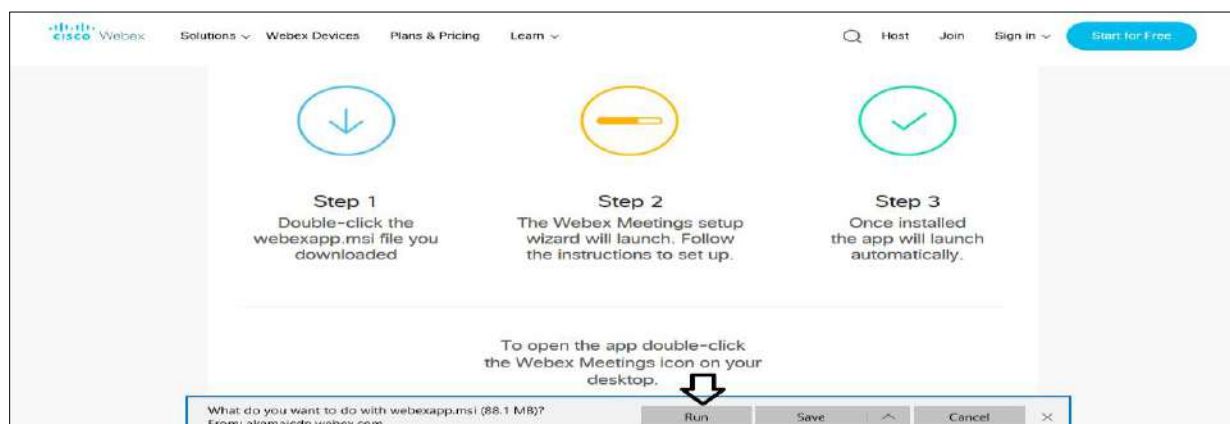 cisco Webex Solutions Webex Devices Plans & Pricing Learn Host Join Sign in Start for Free
Step 1
Double-click the
webexapp.msi file you
downloaded
Step 2
The Webex Meetings setup
wizard will launch. Follow
the instructions to set up.
Step 3
Once installed
the app will launch
automatically.
To open the app double-click
the Webex Meetings icon on your
desktop.
What do you want to do with webexapp.msi (88.1 MB)?
From: akamaicdn.webex.com
Run Save Cancel